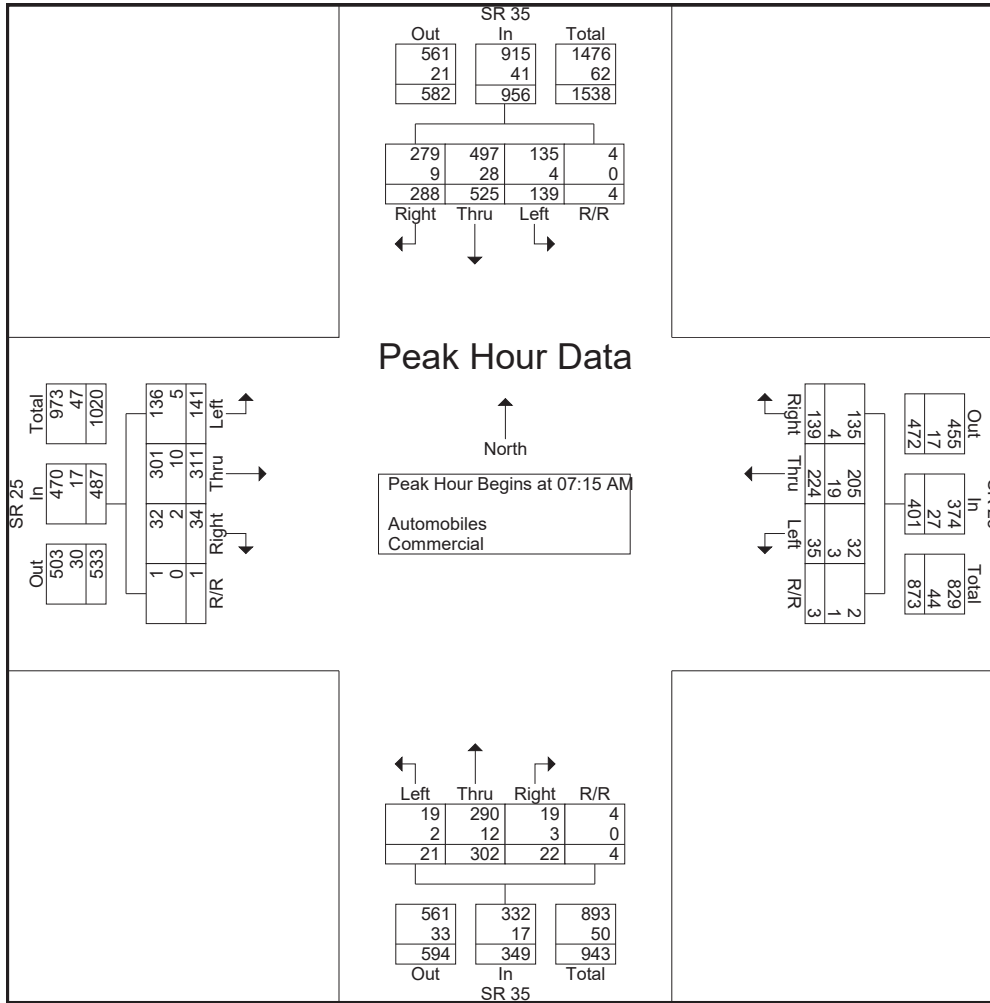 SR 35
Out In Total
561 915 1476
21 41 62
582 956 1538
279 497 135 4
9 28 4 0
288 525 139 4
Right Thru Left R/R
Peak Hour Data
North
Peak Hour Begins at 07:15 AM
Automobiles
Commercial
SR 25
Total In Out
973 470 503
47 17 30
1020 487 533
136 301 32 1
5 10 2 0
141 311 34 1
Left Thru Right R/R
Out In Total
455 374 829
17 27 44
472 401 873
135 205 32 2
4 19 3 1
139 224 35 3
Right Thru Left R/R
Left Thru Right R/R
19 290 19 4
2 12 3 0
21 302 22 4
561 332 893
33 17 50
594 349 943
Out In Total
SR 35